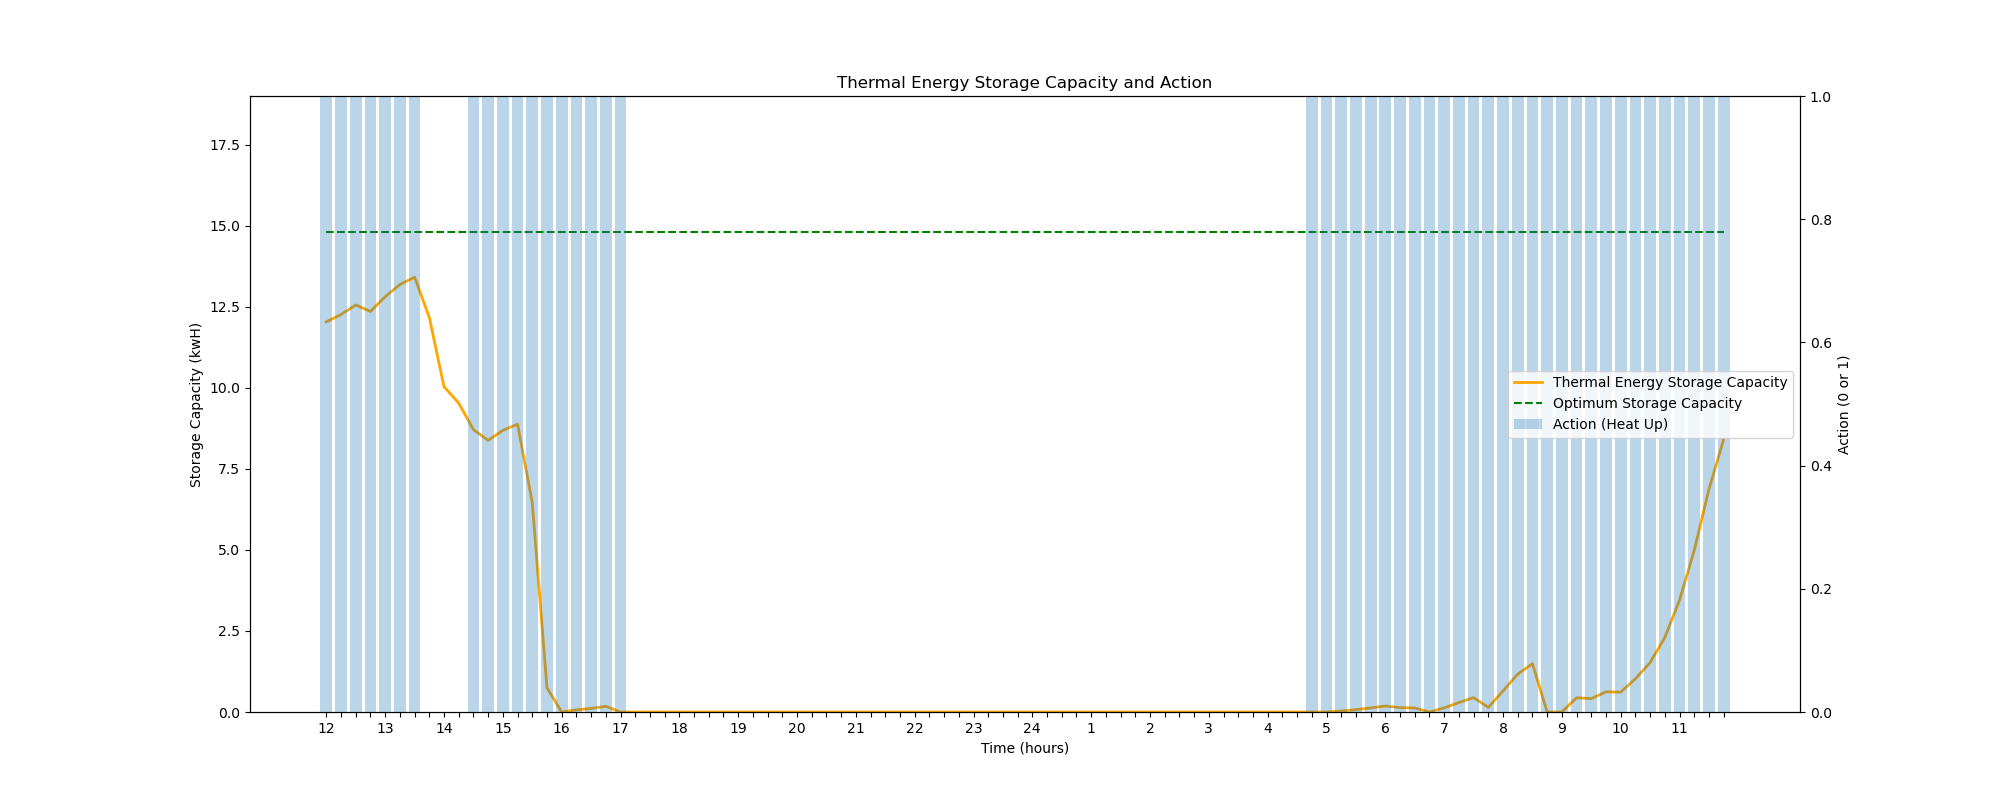 Thermal Energy Storage Capacity and Action
Storage Capacity (kwH)
17.5
15.0
12.5
10.0
7.5
5.0
2.5
0.0
1.0
0.8
0.6
0.4
0.2
0.0
Action (0 or 1)
Thermal Energy Storage Capacity
Optimum Storage Capacity
Action (Heat Up)
12 13 14 15 16 17 18 19 20 21 22 23 24 1 2 3 4 5 6 7 8 9 10 11
Time (hours)